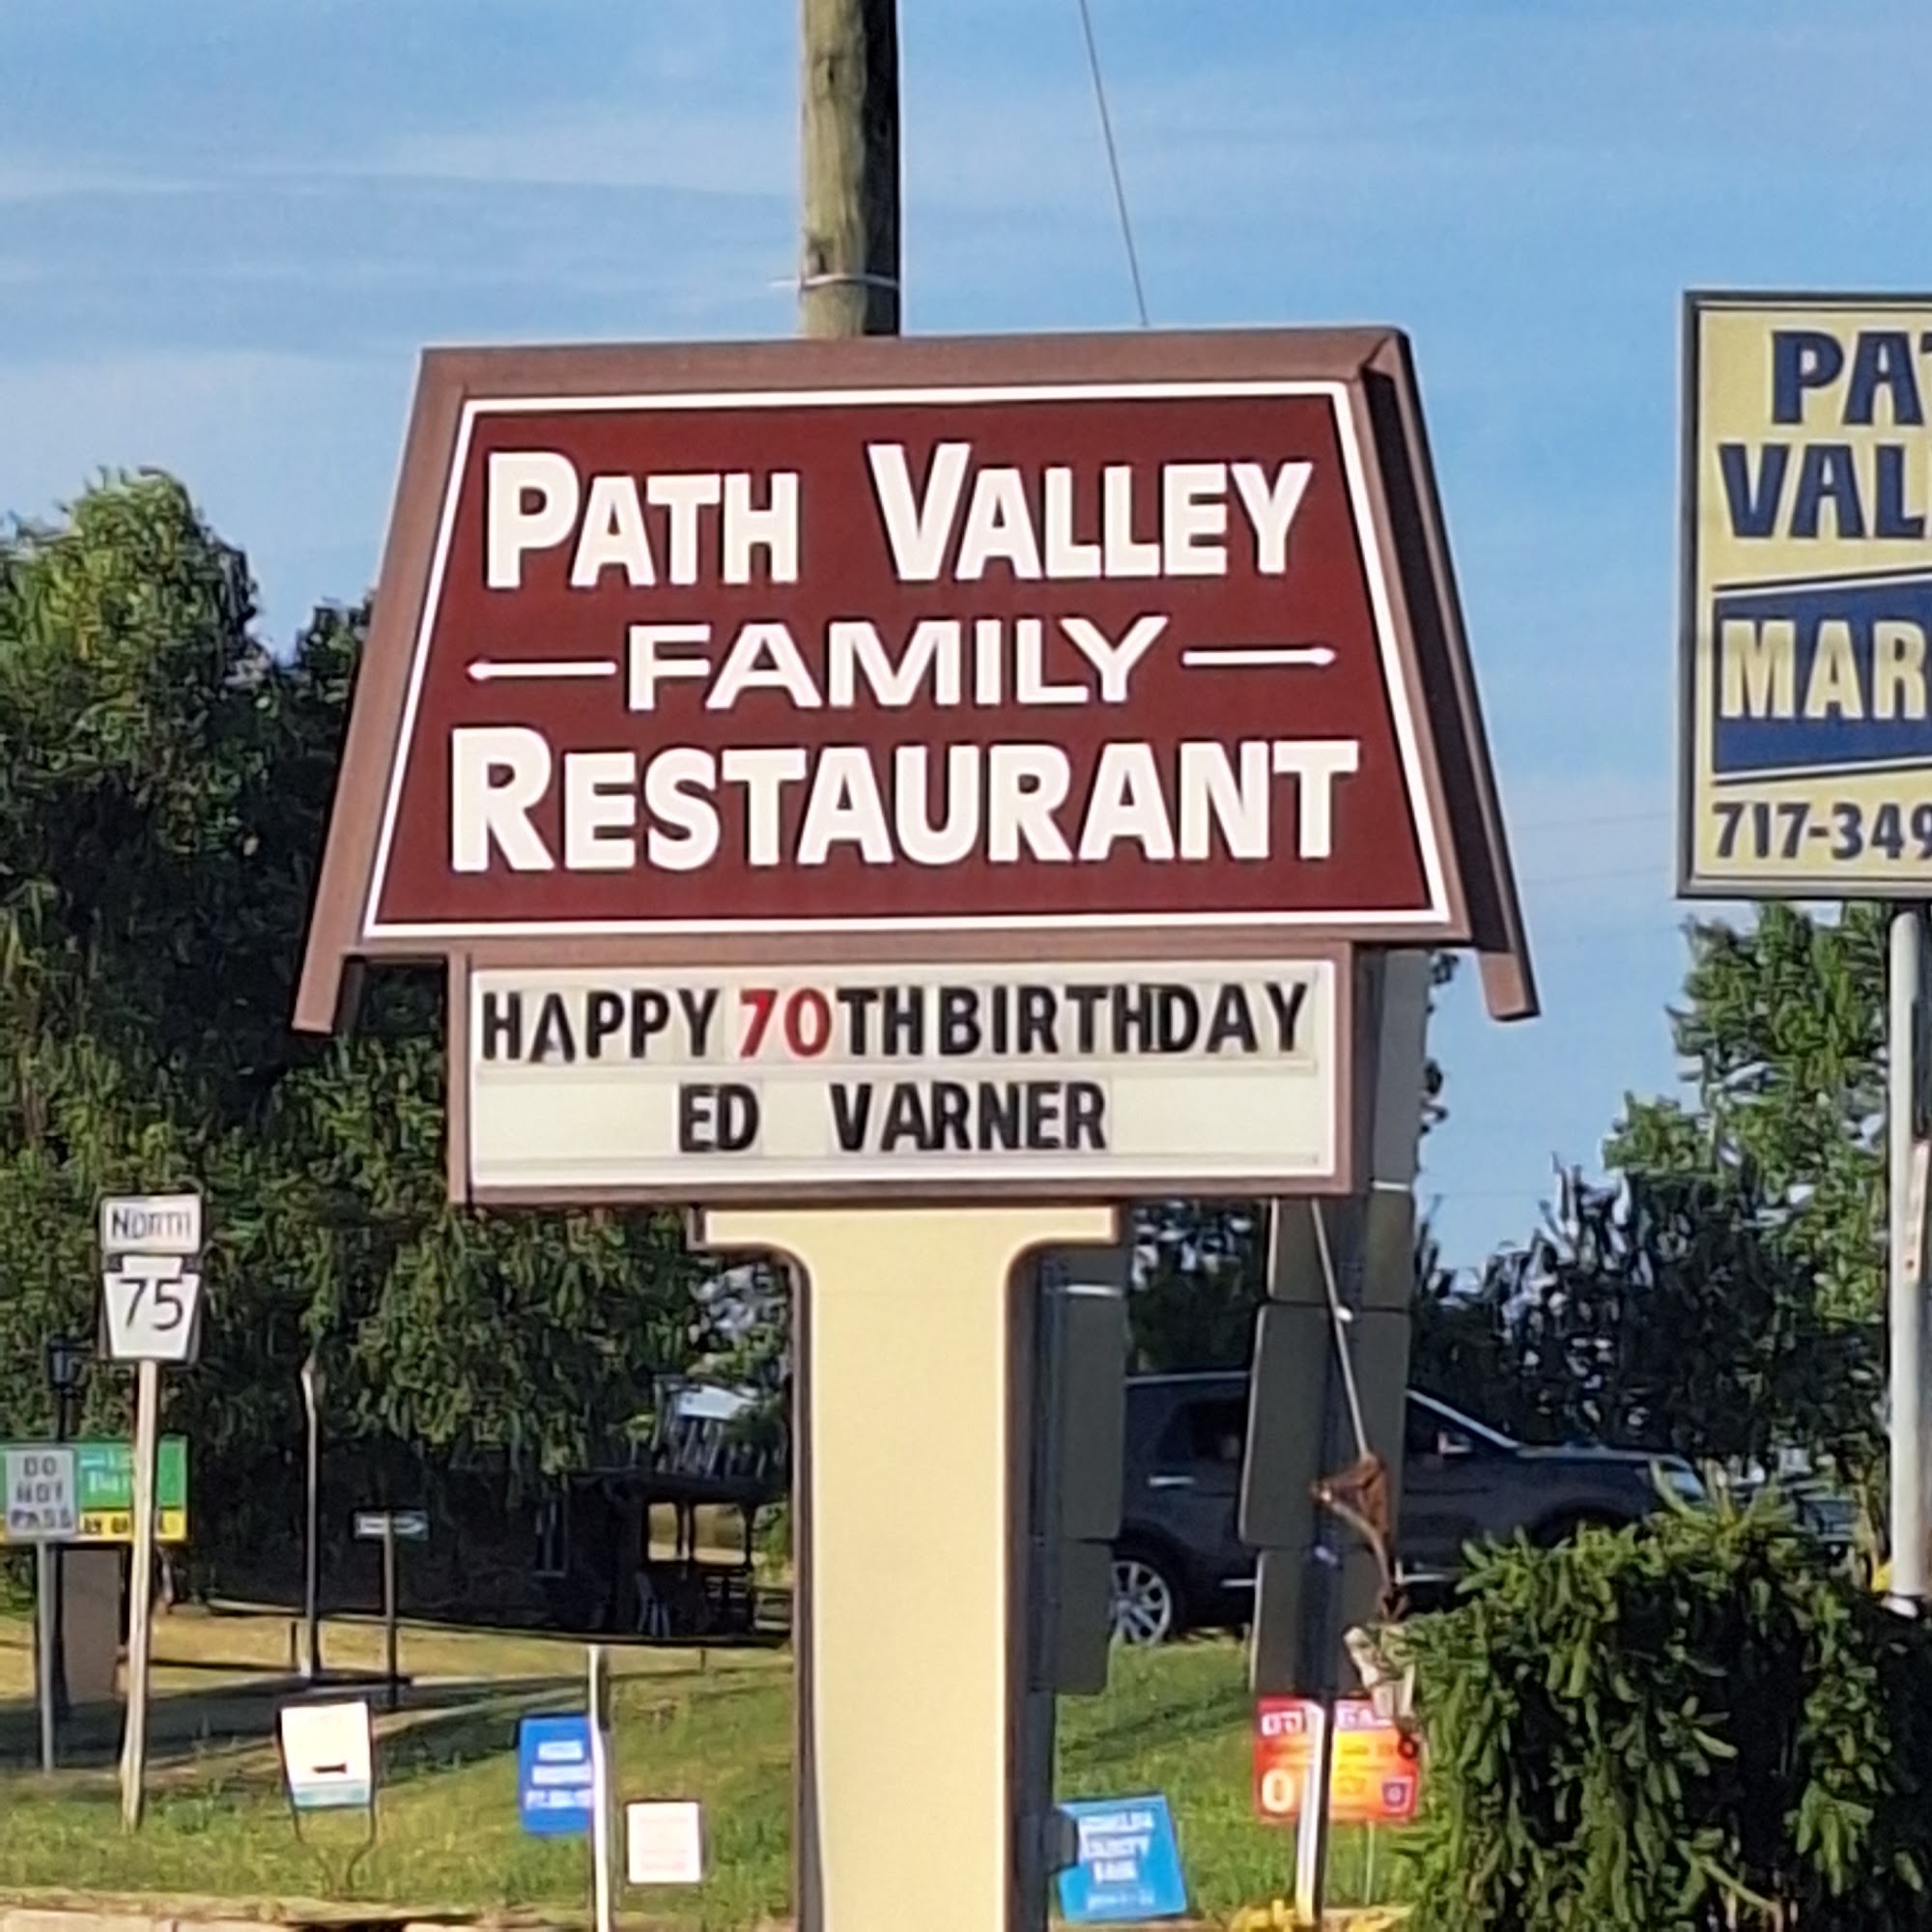 PATH VALLEY
FAMILY
RESTAURANT
HAPPY 70TH BIRTHDAY
ED VARNER
PAT
VAL
MAR
717-349
NORTH
75
DO
NOT
PASS